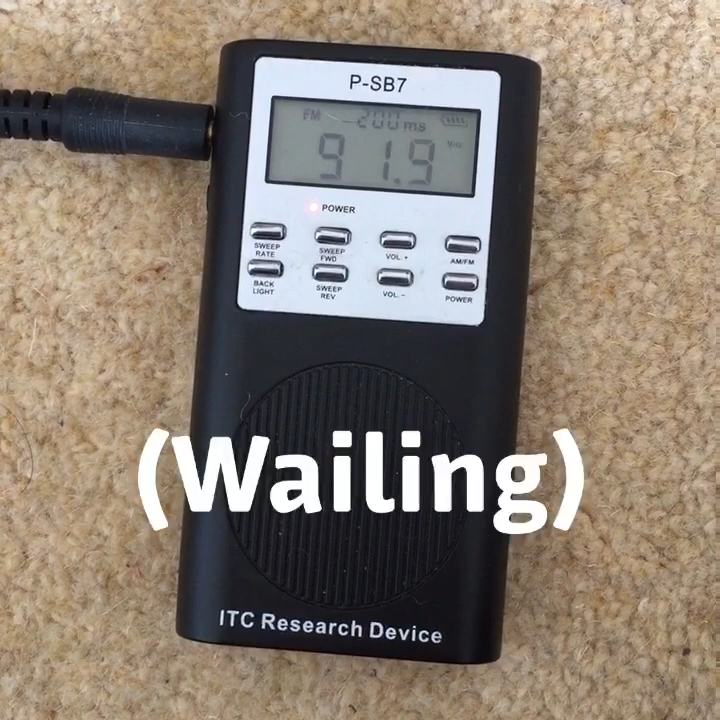 P-SB7
FM 200 ms
91.9 MHz
POWER
SWEEP RATE
SWEEP FWD
VOL. +
AM/FM
BACK LIGHT
SWEEP REV
VOL. –
POWER
(Wailing)
ITC Research Device